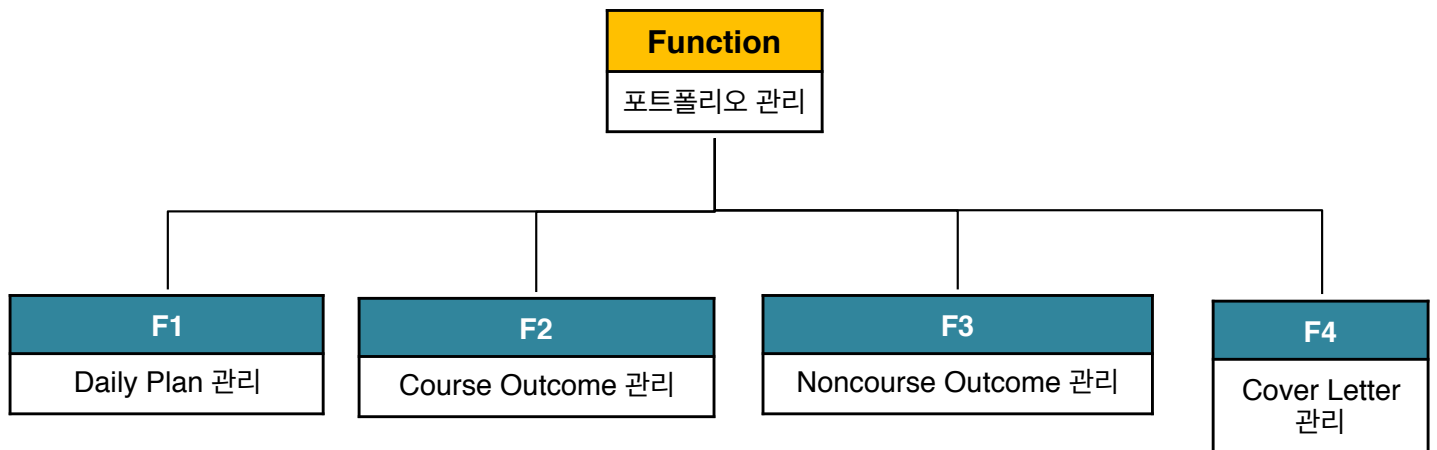 Function
포트폴리오 관리
F1
Daily Plan 관리
F2
Course Outcome 관리
F3
Noncourse Outcome 관리
F4
Cover Letter
관리